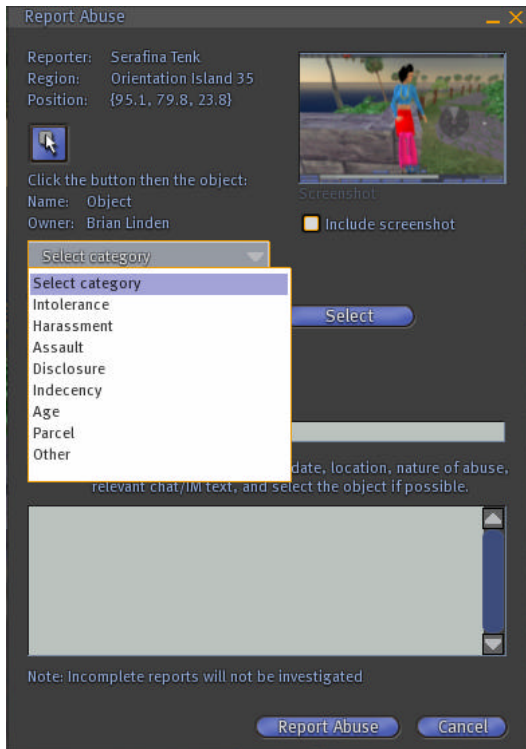 Report Abuse
Reporter: Serafina Tenk
Region: Orientation Island 35
Position: {95.1, 79.8, 23.8}
Click the button then the object:
Name: Object
Owner: Brian Linden
Screenshot
Include screenshot
Select category
Select category
Intolerance
Harassment
Assault
Disclosure
Indecency
Age
Parcel
Other
Select
date, location, nature of abuse,
relevant chat/IM text, and select the object if possible.
Note: Incomplete reports will not be investigated
Report Abuse Cancel